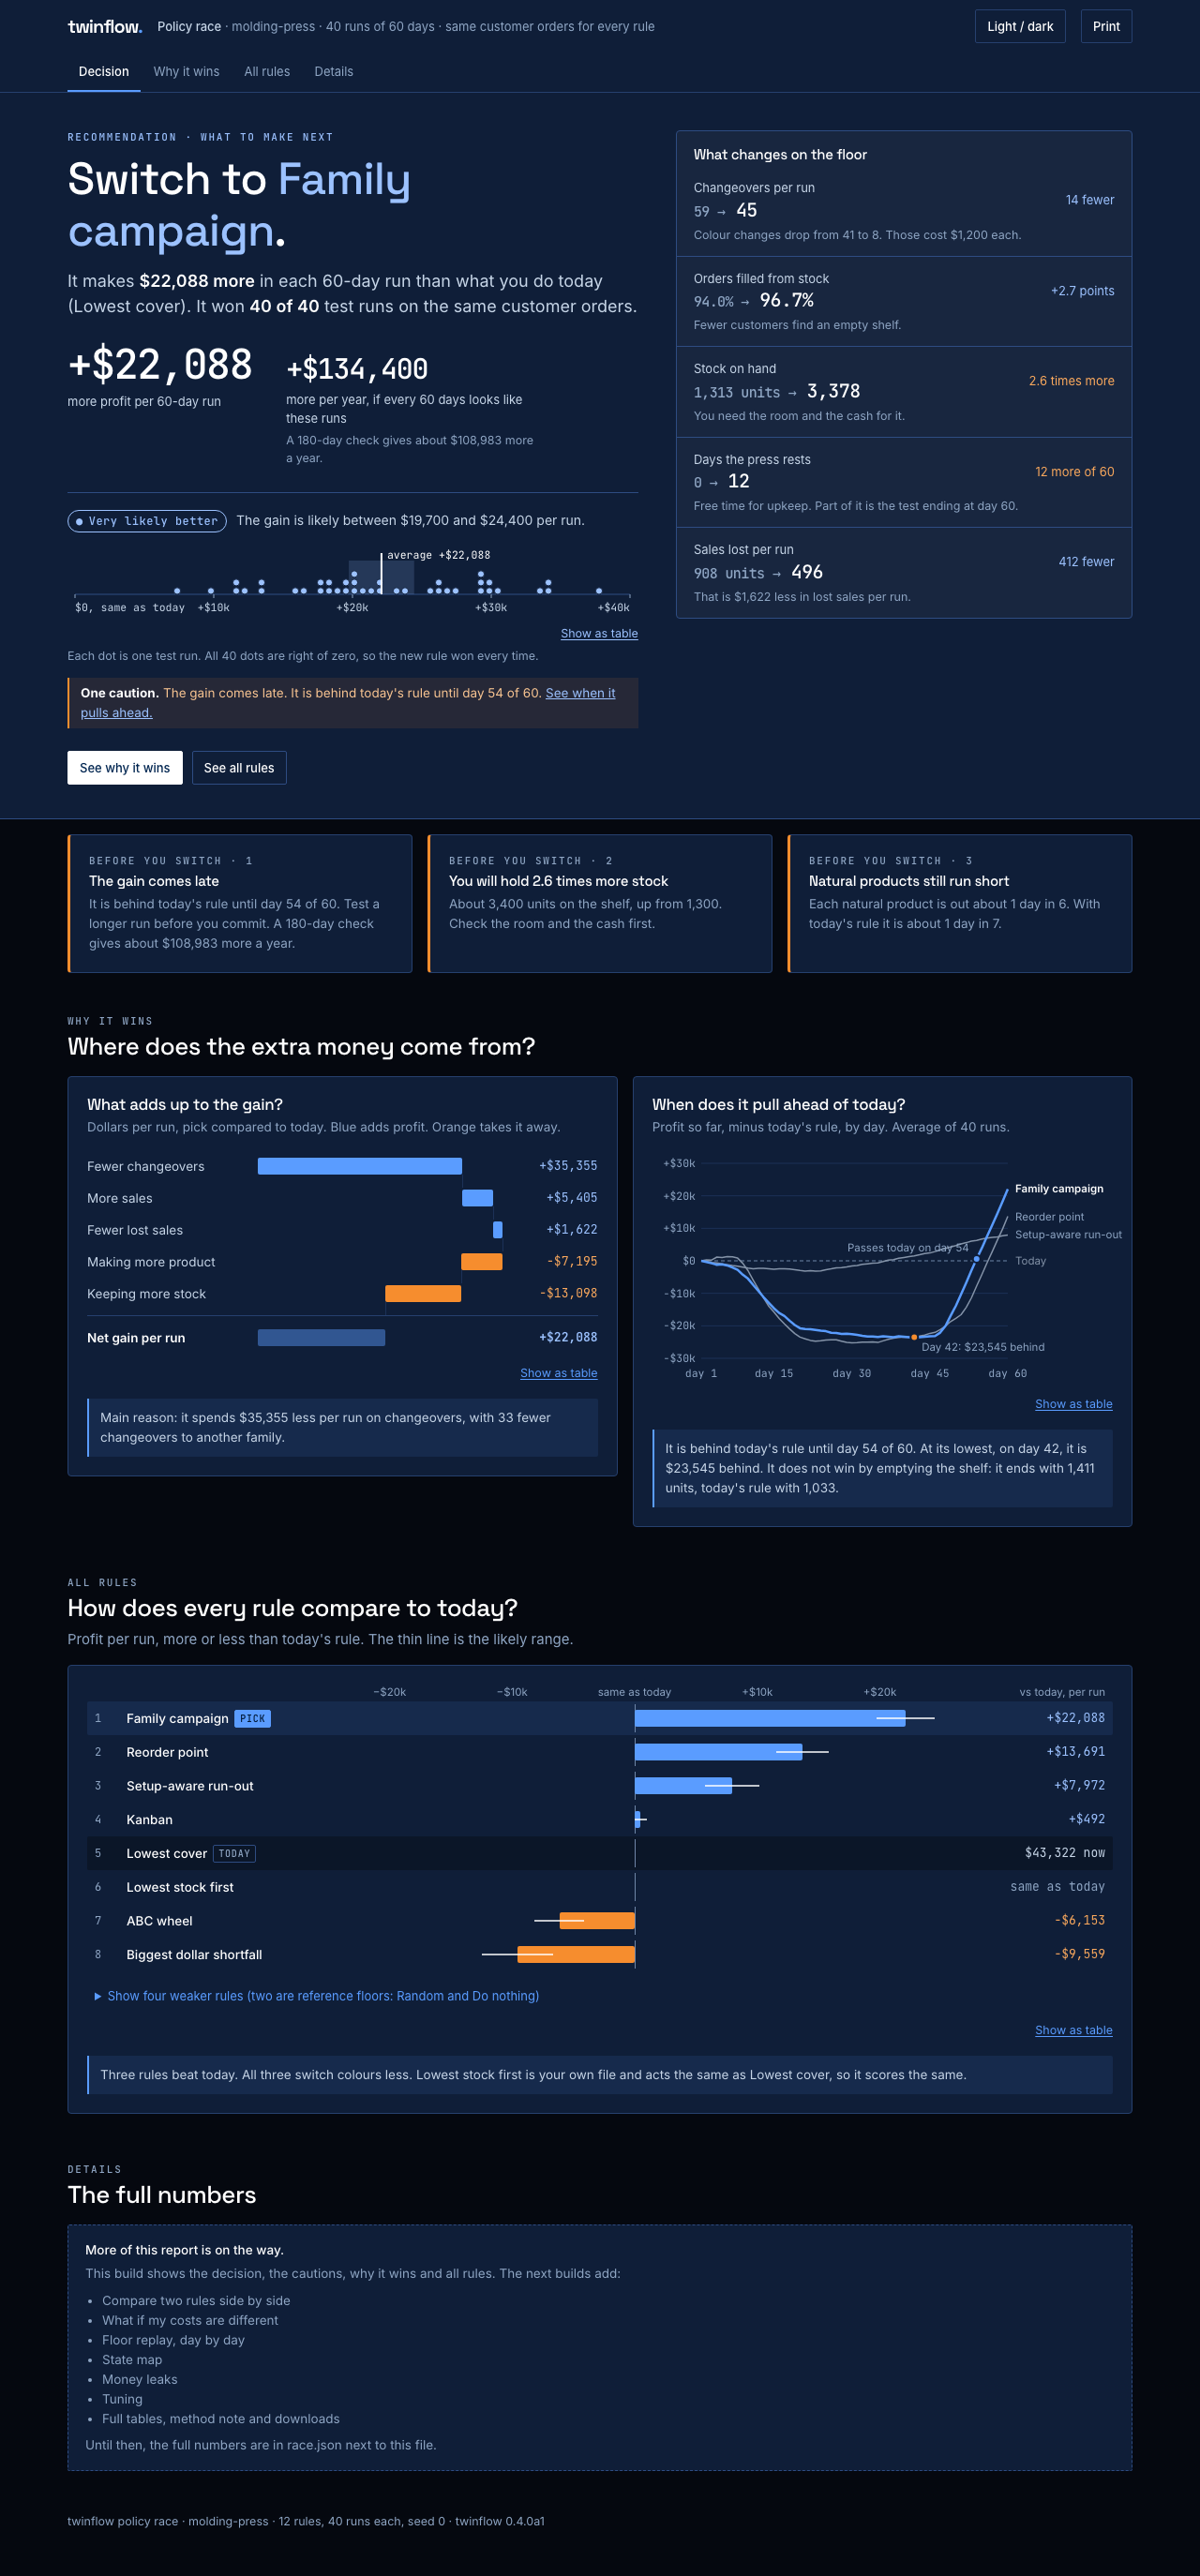 twinflow.
Policy race · molding-press · 40 runs of 60 days · same customer orders for every rule
Light / dark
Print
Decision
Why it wins
All rules
Details
RECOMMENDATION · WHAT TO MAKE NEXT
Switch to Family
campaign.
It makes $22,088 more in each 60-day run than what you do today
(Lowest cover). It won 40 of 40 test runs on the same customer orders.
+$22,088
more profit per 60-day run
+$134,400
more per year, if every 60 days looks like
these runs
A 180-day check gives about $108,983 more
a year.
Very likely better
The gain is likely between $19,700 and $24,400 per run.
average +$22,088
$0, same as today
+$10k
+$20k
+$30k
+$40k
Show as table
Each dot is one test run. All 40 dots are right of zero, so the new rule won every time.
One caution. The gain comes late. It is behind today's rule until day 54 of 60. See when it
pulls ahead.
See why it wins
See all rules
What changes on the floor
Changeovers per run
59 → 45
14 fewer
Colour changes drop from 41 to 8. Those cost $1,200 each.
Orders filled from stock
94.0% → 96.7%
+2.7 points
Fewer customers find an empty shelf.
Stock on hand
1,313 units → 3,378
2.6 times more
You need the room and the cash for it.
Days the press rests
0 → 12
12 more of 60
Free time for upkeep. Part of it is the test ending at day 60.
Sales lost per run
908 units → 496
412 fewer
That is $1,622 less in lost sales per run.
BEFORE YOU SWITCH · 1
The gain comes late
It is behind today's rule until day 54 of 60. Test a
longer run before you commit. A 180-day check
gives about $108,983 more a year.
BEFORE YOU SWITCH · 2
You will hold 2.6 times more stock
About 3,400 units on the shelf, up from 1,300.
Check the room and the cash first.
BEFORE YOU SWITCH · 3
Natural products still run short
Each natural product is out about 1 day in 6. With
today's rule it is about 1 day in 7.
WHY IT WINS
Where does the extra money come from?
What adds up to the gain?
Dollars per run, pick compared to today. Blue adds profit. Orange takes it away.
Fewer changeovers
+$35,355
More sales
+$5,405
Fewer lost sales
+$1,622
Making more product
-$7,195
Keeping more stock
-$13,098
Net gain per run
+$22,088
Show as table
Main reason: it spends $35,355 less per run on changeovers, with 33 fewer
changeovers to another family.
When does it pull ahead of today?
Profit so far, minus today's rule, by day. Average of 40 runs.
+$30k
+$20k
+$10k
$0
-$10k
-$20k
-$30k
Family campaign
Reorder point
Setup-aware run-out
Today
Passes today on day 54
Day 42: $23,545 behind
day 1
day 15
day 30
day 45
day 60
Show as table
It is behind today's rule until day 54 of 60. At its lowest, on day 42, it is
$23,545 behind. It does not win by emptying the shelf: it ends with 1,411
units, today's rule with 1,033.
ALL RULES
How does every rule compare to today?
Profit per run, more or less than today's rule. The thin line is the likely range.
−$20k
−$10k
same as today
+$10k
+$20k
vs today, per run
1
Family campaign
PICK
+$22,088
2
Reorder point
+$13,691
3
Setup-aware run-out
+$7,972
4
Kanban
+$492
5
Lowest cover
TODAY
$43,322 now
6
Lowest stock first
same as today
7
ABC wheel
-$6,153
8
Biggest dollar shortfall
-$9,559
Show four weaker rules (two are reference floors: Random and Do nothing)
Show as table
Three rules beat today. All three switch colours less. Lowest stock first is your own file and acts the same as Lowest cover, so it scores the same.
DETAILS
The full numbers
More of this report is on the way.
This build shows the decision, the cautions, why it wins and all rules. The next builds add:
• Compare two rules side by side
• What if my costs are different
• Floor replay, day by day
• State map
• Money leaks
• Tuning
• Full tables, method note and downloads
Until then, the full numbers are in race.json next to this file.
twinflow policy race · molding-press · 12 rules, 40 runs each, seed 0 · twinflow 0.4.0a1